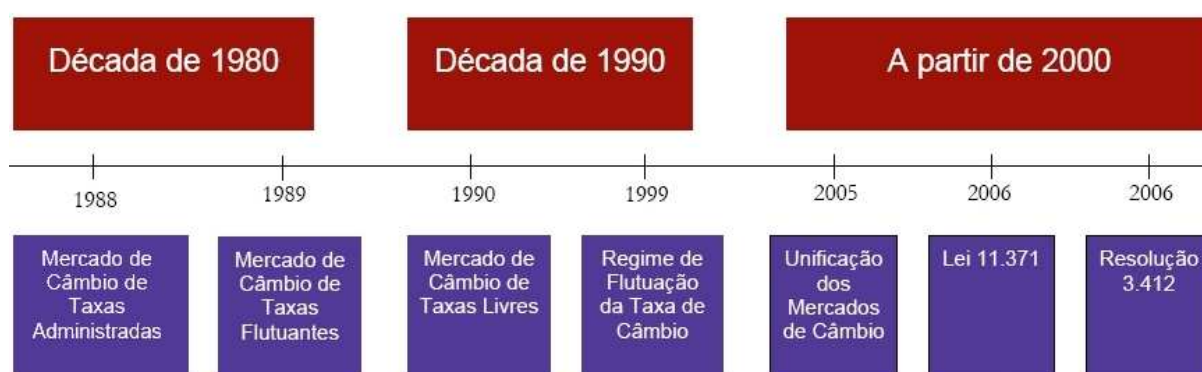 Década de 1980
Década de 1990
A partir de 2000
1988
1989
1990
1999
2005
2006
2006
Mercado de
Câmbio de
Taxas
Administradas
Mercado de
Câmbio de
Taxas
Flutuantes
Mercado de
Câmbio de
Taxas Livres
Regime de
Flutuação
da Taxa de
Câmbio
Unificação
dos
Mercados
de Câmbio
Lei 11.371
Resolução
3.412